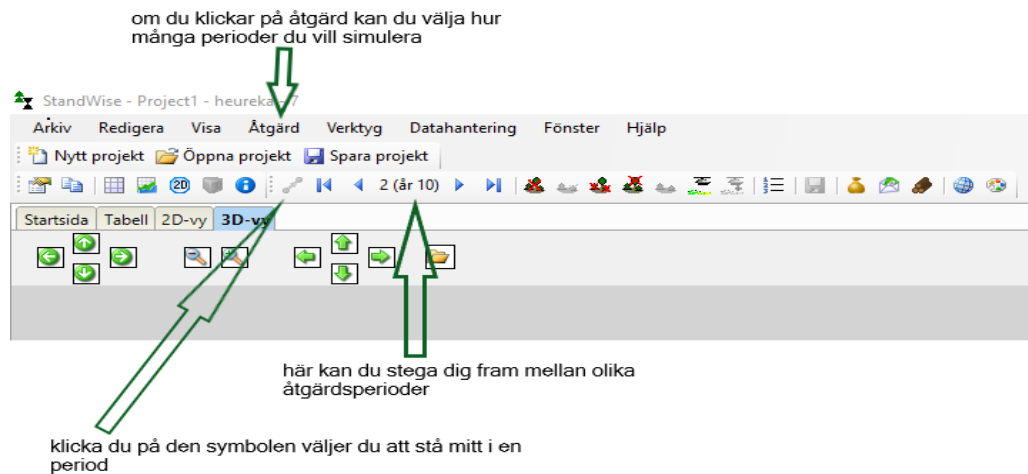 om du klickar på åtgärd kan du välja hur
många perioder du vill simulera
StandWise - Project1 - heureka 7
Arkiv Redigera Visa Åtgärd Verktyg Datahantering Fönster Hjälp
Nytt projekt Öppna projekt Spara projekt
2D 2 (år 10)
Startsida Tabell 2D-vy 3D-vy
här kan du stega dig fram mellan olika
åtgärdsperioder
klicka du på den symbolen väljer du att stå mitt i en
period